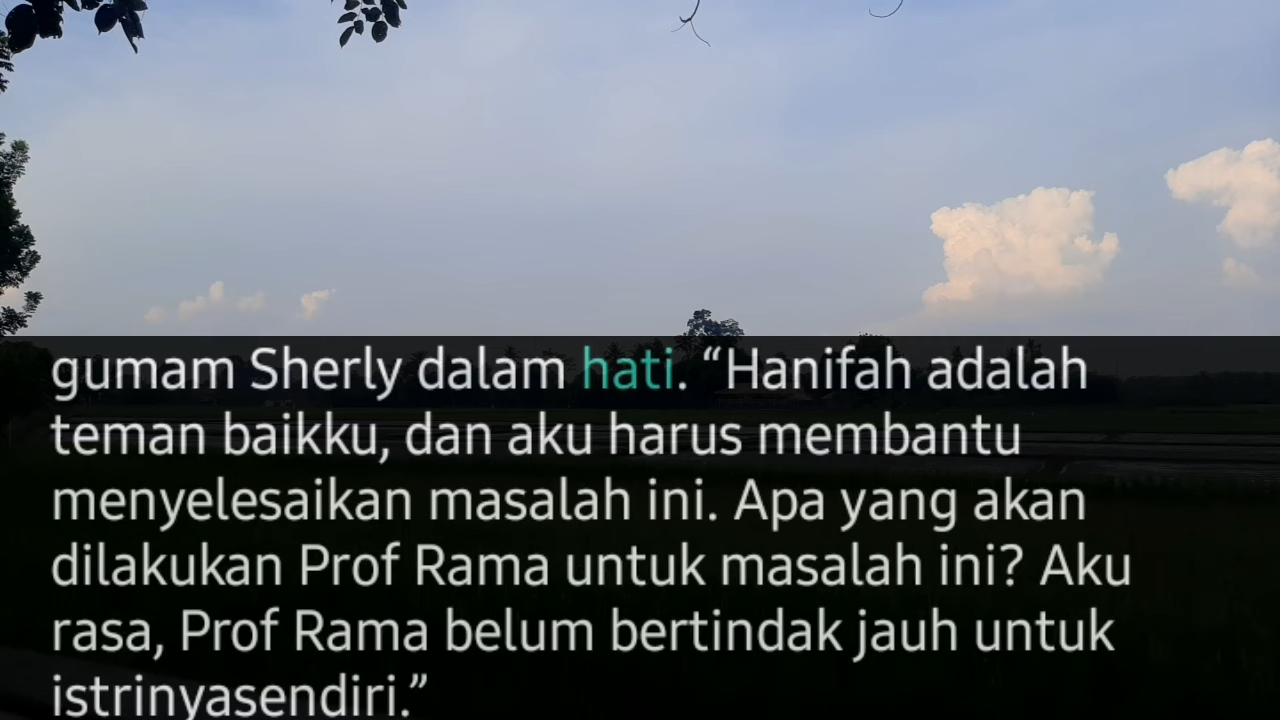 gumam Sherly dalam hati. “Hanifah adalah
teman baikku, dan aku harus membantu
menyelesaikan masalah ini. Apa yang akan
dilakukan Prof Rama untuk masalah ini? Aku
rasa, Prof Rama belum bertindak jauh untuk
istrinyasendiri.”